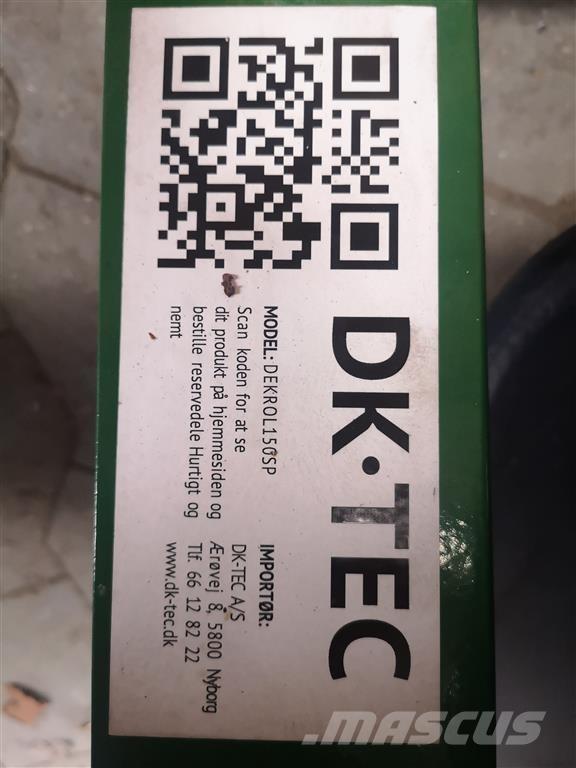 DK·TEC
MODEL: DEKROL150SP
Scan koden for at se
dit produkt på hjemmesiden og
bestille reservedele Hurtigt og
nemt
IMPORTØR:
DK-TEC A/S
Ærøvej 8, 5800 Nyborg
Tlf. 66 12 82 22
www.dk-tec.dk
MASCUS